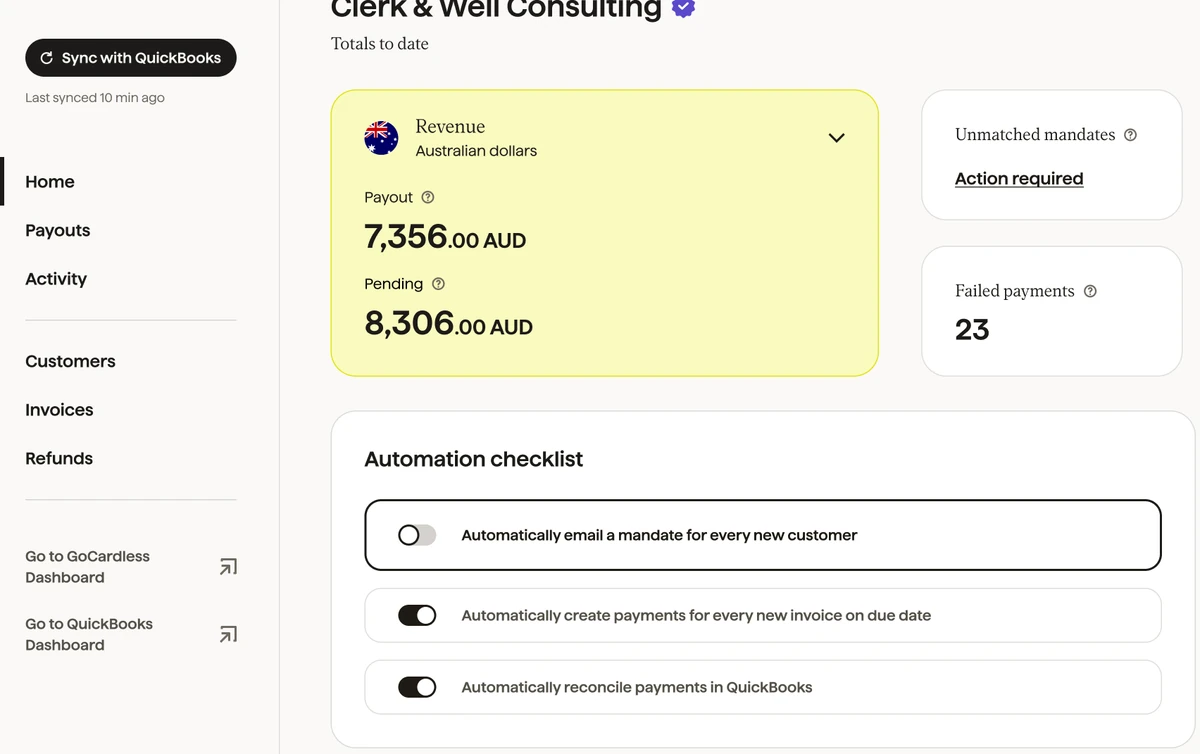 Clerk & Well Consulting
Totals to date
Sync with QuickBooks
Last synced 10 min ago
Home
Payouts
Activity
Customers
Invoices
Refunds
Go to GoCardless
Dashboard
Go to QuickBooks
Dashboard
Revenue
Australian dollars
Payout
7,356.00 AUD
Pending
8,306.00 AUD
Unmatched mandates
Action required
Failed payments
23
Automation checklist
Automatically email a mandate for every new customer
Automatically create payments for every new invoice on due date
Automatically reconcile payments in QuickBooks